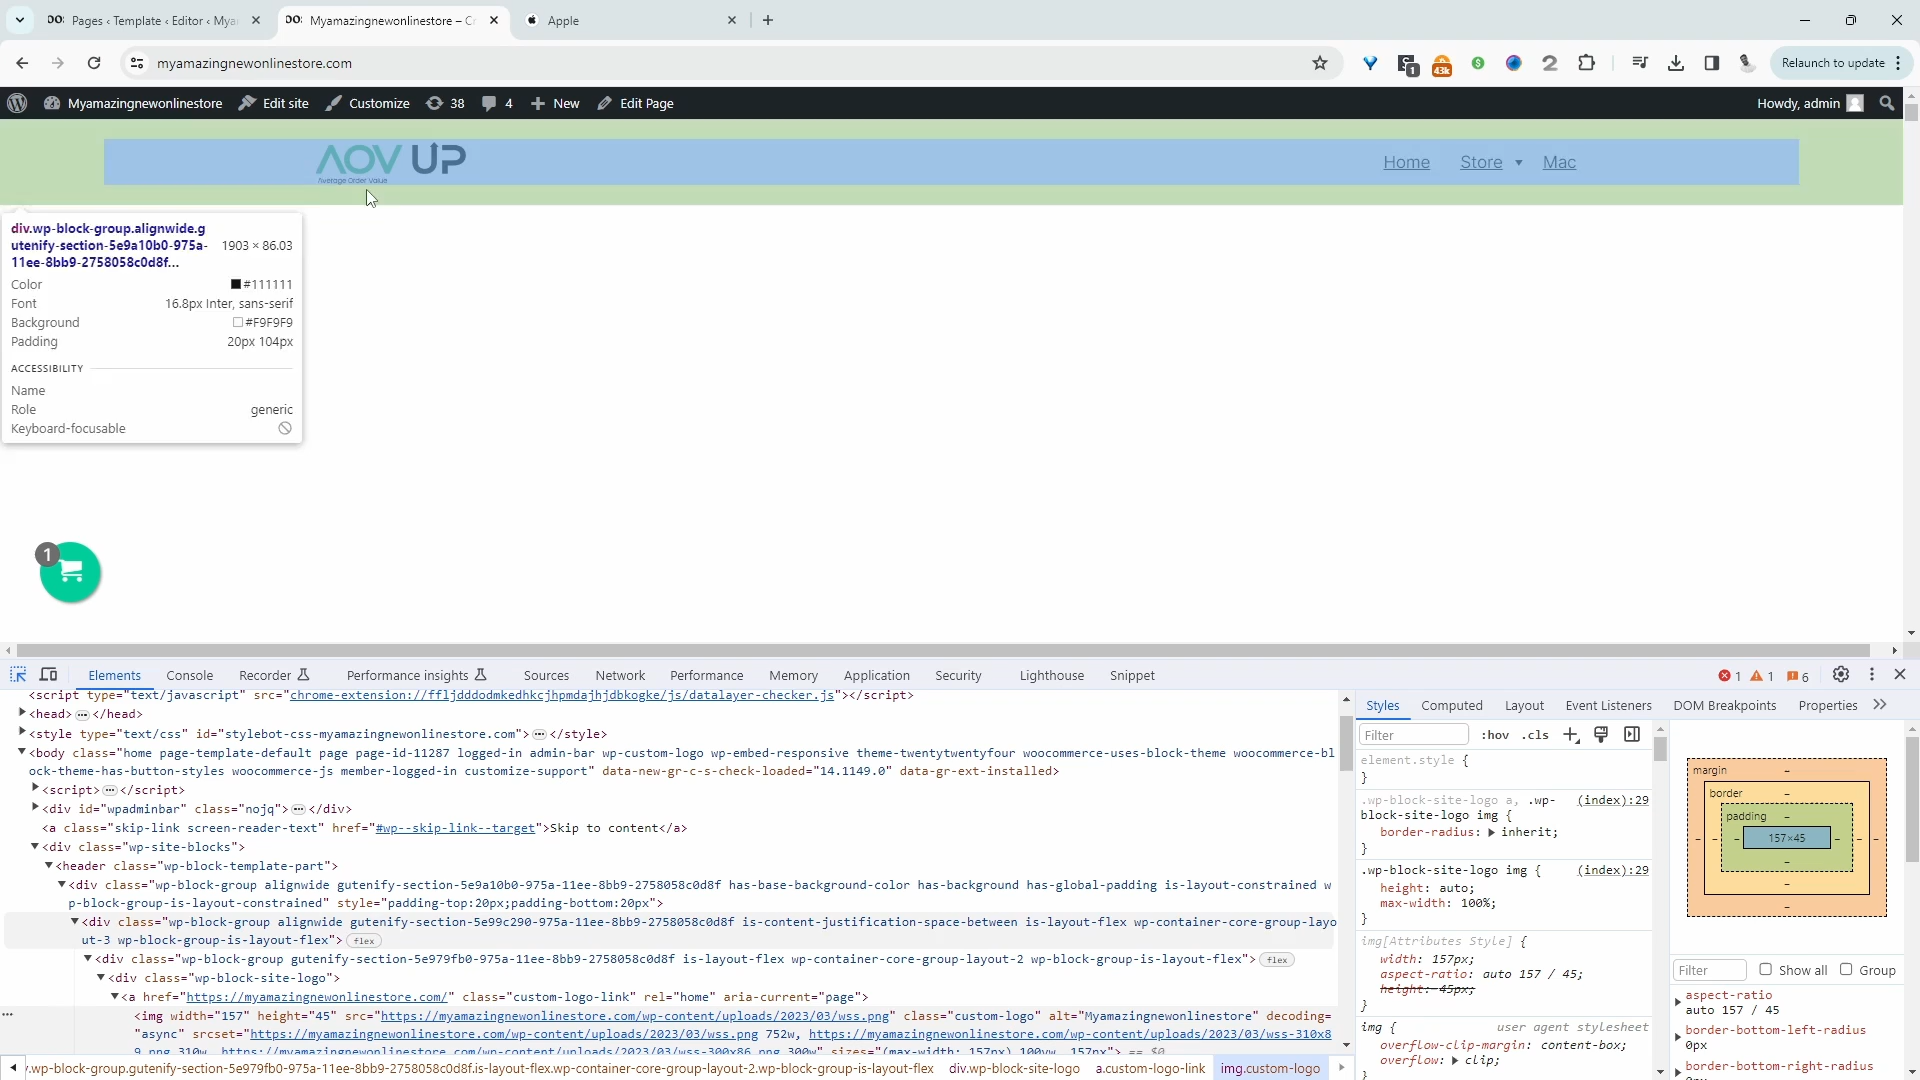 Pages ‹ Template ‹ Editor ‹ Mya
Myamazingnewonlinestore – C
Apple
myamazingnewonlinestore.com
1
43k
Relaunch to update
Myamazingnewonlinestore
Edit site
Customize
38
4
New
Edit Page
Howdy, admin
AOV UP
Average Order Value
Home
Store
Mac
div.wp-block-group.alignwide.g
utenify-section-5e9a10b0-975a-
11ee-8bb9-2758058c0d8f...
1903 × 86.03
Color #111111
Font 16.8px Inter, sans-serif
Background #F9F9F9
Padding 20px 104px
ACCESSIBILITY
Name
Role generic
Keyboard-focusable
1
Elements
Console
Recorder
Performance insights
Sources
Network
Performance
Memory
Application
Security
Lighthouse
Snippet
1
1
6
<script type="text/javascript" src="chrome-extension://ffljdddodmkedhkcjhpmdajhjdbkogke/js/datalayer-checker.js"></script>
<head> ⋯ </head>
<style type="text/css" id="stylebot-css-myamazingnewonlinestore.com"> ⋯ </style>
<body class="home page-template-default page page-id-11287 logged-in admin-bar wp-custom-logo wp-embed-responsive theme-twentytwentyfour woocommerce-uses-block-theme woocommerce-bl
ock-theme-has-button-styles woocommerce-js member-logged-in customize-support" data-new-gr-c-s-check-loaded="14.1149.0" data-gr-ext-installed>
<script> ⋯ </script>
<div id="wpadminbar" class="nojq"> ⋯ </div>
<a class="skip-link screen-reader-text" href="#wp--skip-link--target">Skip to content</a>
<div class="wp-site-blocks">
<header class="wp-block-template-part">
<div class="wp-block-group alignwide gutenify-section-5e9a10b0-975a-11ee-8bb9-2758058c0d8f has-base-background-color has-background has-global-padding is-layout-constrained w
p-block-group-is-layout-constrained" style="padding-top:20px;padding-bottom:20px">
<div class="wp-block-group alignwide gutenify-section-5e99c290-975a-11ee-8bb9-2758058c0d8f is-content-justification-space-between is-layout-flex wp-container-core-group-layo
ut-3 wp-block-group-is-layout-flex"> flex
<div class="wp-block-group gutenify-section-5e979fb0-975a-11ee-8bb9-2758058c0d8f is-layout-flex wp-container-core-group-layout-2 wp-block-group-is-layout-flex"> flex
<div class="wp-block-site-logo">
<a href="https://myamazingnewonlinestore.com/" class="custom-logo-link" rel="home" aria-current="page">
<img width="157" height="45" src="https://myamazingnewonlinestore.com/wp-content/uploads/2023/03/wss.png" class="custom-logo" alt="Myamazingnewonlinestore" decoding=
"async" srcset="https://myamazingnewonlinestore.com/wp-content/uploads/2023/03/wss.png 752w, https://myamazingnewonlinestore.com/wp-content/uploads/2023/03/wss-310x8
9.png 310w, https://myamazingnewonlinestore.com/wp-content/uploads/2023/03/wss-300x86.png 300w" sizes="(max-width: 157px) 100vw, 157px"> == $0
.wp-block-group.gutenify-section-5e979fb0-975a-11ee-8bb9-2758058c0d8f.is-layout-flex.wp-container-core-group-layout-2.wp-block-group-is-layout-flex
div.wp-block-site-logo
a.custom-logo-link
img.custom-logo
Styles
Computed
Layout
Event Listeners
DOM Breakpoints
Properties
Filter
:hov
.cls
element.style {
}
.wp-block-site-logo a, .wp- (index):29
block-site-logo img {
border-radius: inherit;
}
.wp-block-site-logo img { (index):29
height: auto;
max-width: 100%;
}
img[Attributes Style] {
width: 157px;
aspect-ratio: auto 157 / 45;
height: 45px;
}
img { user agent stylesheet
overflow-clip-margin: content-box;
overflow: clip;
}
margin
–
border
–
padding
–
– – – 157×45 – – –
–
–
–
Filter
Show all
Group
aspect-ratio
auto 157 / 45
border-bottom-left-radius
0px
border-bottom-right-radius